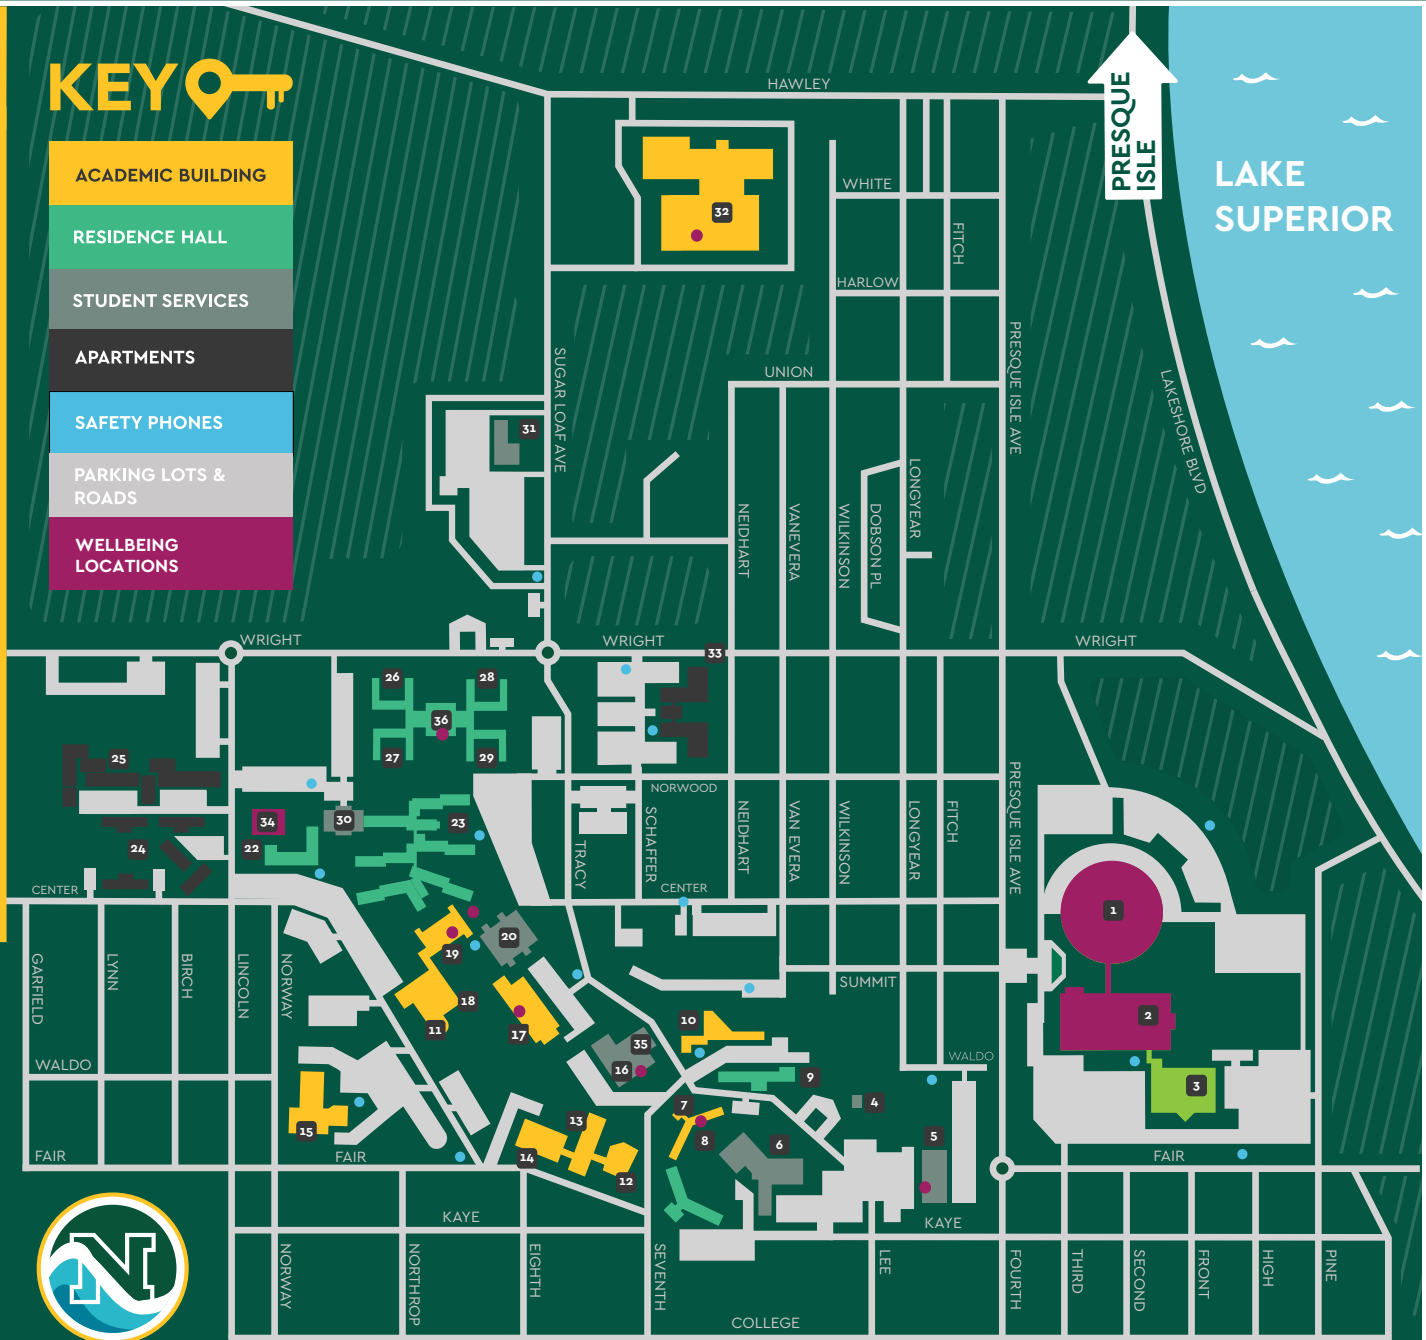 KEY
ACADEMIC BUILDING
RESIDENCE HALL
STUDENT SERVICES
APARTMENTS
SAFETY PHONES
PARKING LOTS &
ROADS
WELLBEING
LOCATIONS
HAWLEY
PRESQUE
ISLE
LAKE
SUPERIOR
WHITE
32
FITCH
HARLOW
PRESQUE ISLE AVE
SUGAR LOAF AVE
UNION
LAKESHORE BLVD
31
LONGYEAR
NEIDHART
VANEVERA
WILKINSON
DOBSON PL
WRIGHT
WRIGHT
33
WRIGHT
26
28
36
27
29
25
NORWOOD
PRESQUE ISLE AVE
34
30
23
22
24
TRACY
SCHAFFER
NEIDHART
VAN EVERA
WILKINSON
LONGYEAR
FITCH
CENTER
CENTER
1
20
19
GARFIELD
LYNN
BIRCH
LINCOLN
NORWAY
SUMMIT
18
11
17
10
2
35
16
WALDO
WALDO
9
3
4
7
15
13
8
6
5
14
12
FAIR
FAIR
FAIR
KAYE
KAYE
N
NORWAY
NORTHROP
EIGHTH
SEVENTH
LEE
FOURTH
THIRD
SECOND
FRONT
HIGH
PINE
COLLEGE